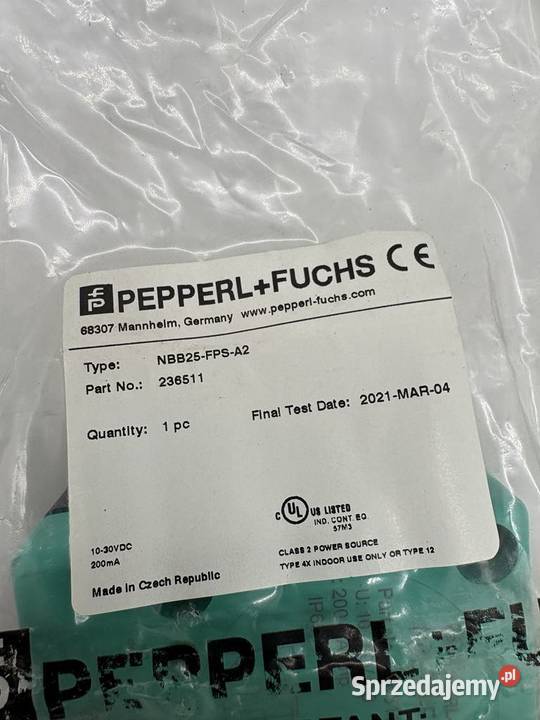 PEPPERL+FUCHS CE
68307 Mannheim, Germany www.pepperl-fuchs.com
Type: NBB25-FPS-A2
Part No.: 236511
Quantity: 1 pc
Final Test Date: 2021-MAR-04
c UL US LISTED
IND. CONT. EQ.
57M3
10-30VDC
200mA
CLASS 2 POWER SOURCE
TYPE 4X INDOOR USE ONLY OR TYPE 12
Made in Czech Republic
PEPPERL
Sprzedajemy.pl